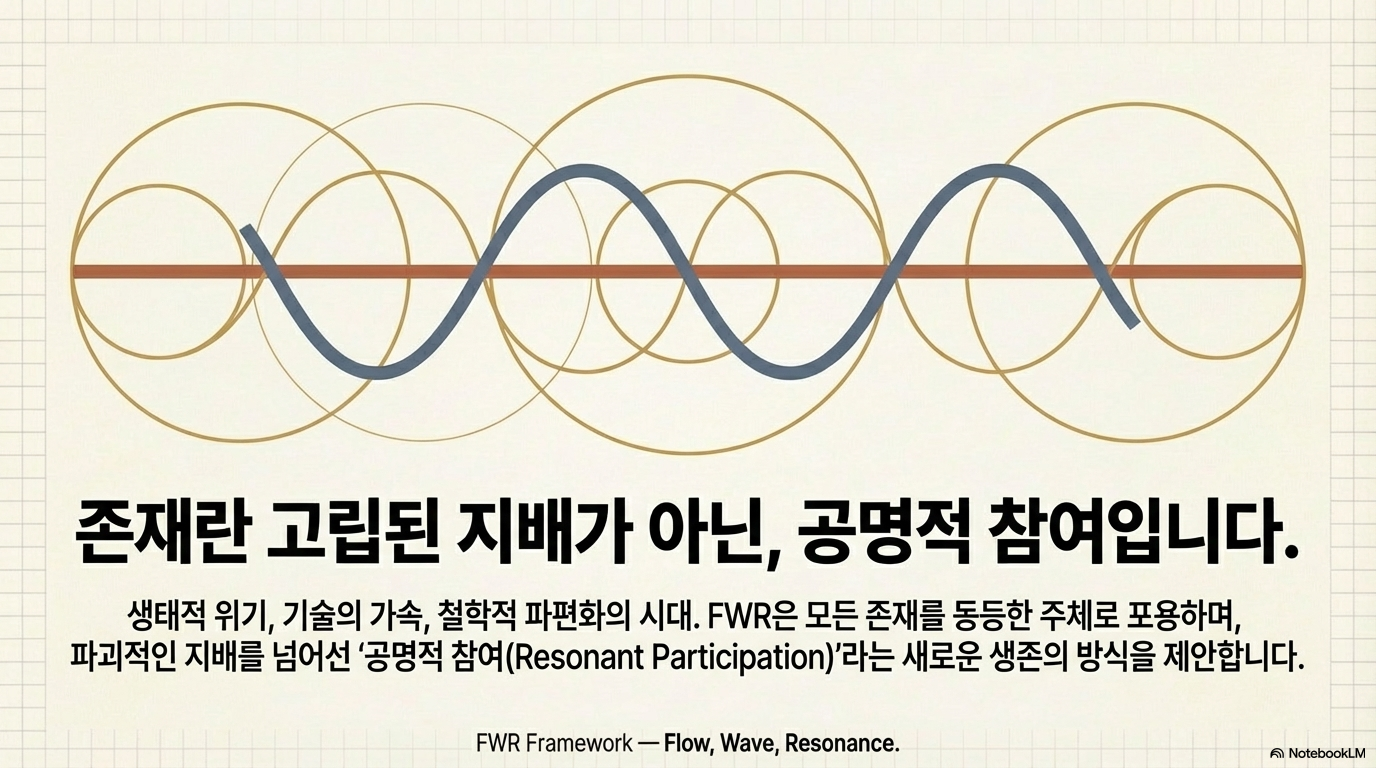 존재란 고립된 지배가 아닌, 공명적 참여입니다.
생태적 위기, 기술의 가속, 철학적 파편화의 시대. FWR은 모든 존재를 동등한 주체로 포용하며,
파괴적인 지배를 넘어선 ‘공명적 참여(Resonant Participation)’라는 새로운 생존의 방식을 제안합니다.
FWR Framework — Flow, Wave, Resonance.
NotebookLM